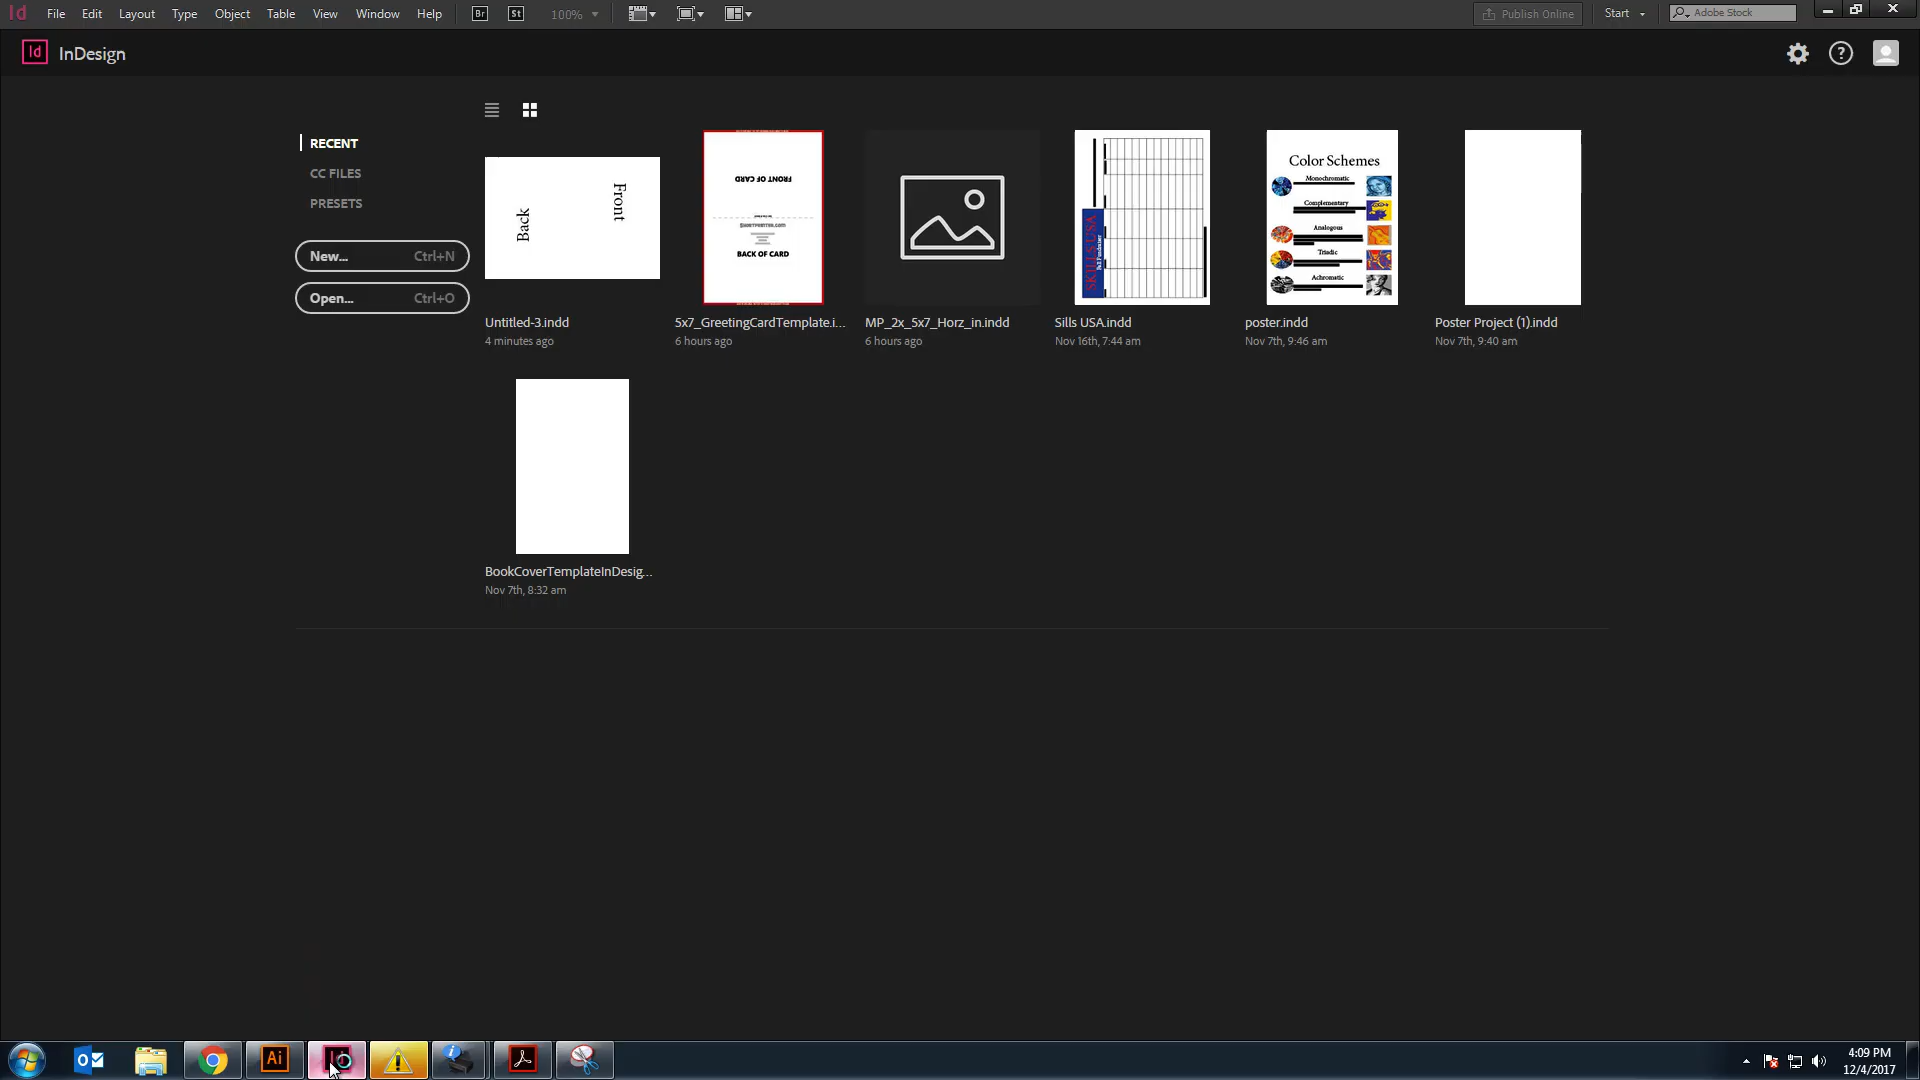 Id File Edit Layout Type Object Table View Window Help Br St 100% Publish Online Start Adobe Stock
Id InDesign
RECENT
CC FILES
PRESETS
New... Ctrl+N
Open... Ctrl+O
Back
Front
Untitled-3.indd
4 minutes ago
FRONT OF CARD
BACK OF CARD
5x7_GreetingCardTemplate.i...
6 hours ago
MP_2x_5x7_Horz_in.indd
6 hours ago
SKILLS USA
Fall Fundraiser
Sills USA.indd
Nov 16th, 7:44 am
Color Schemes
Monochromatic
Complementary
Analogous
Triadic
Achromatic
poster.indd
Nov 7th, 9:46 am
Poster Project (1).indd
Nov 7th, 9:40 am
BookCoverTemplateInDesig...
Nov 7th, 8:32 am
Ai
4:09 PM
12/4/2017